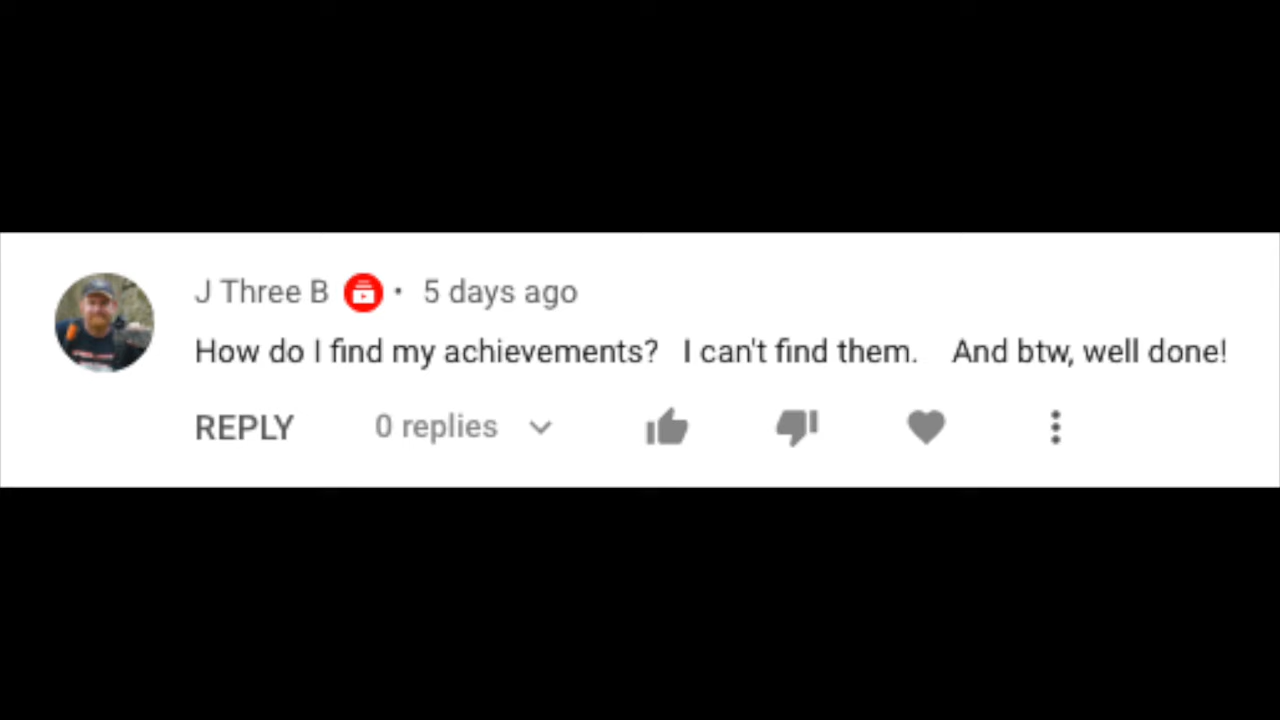 J Three B • 5 days ago
How do I find my achievements? I can't find them. And btw, well done!
REPLY 0 replies